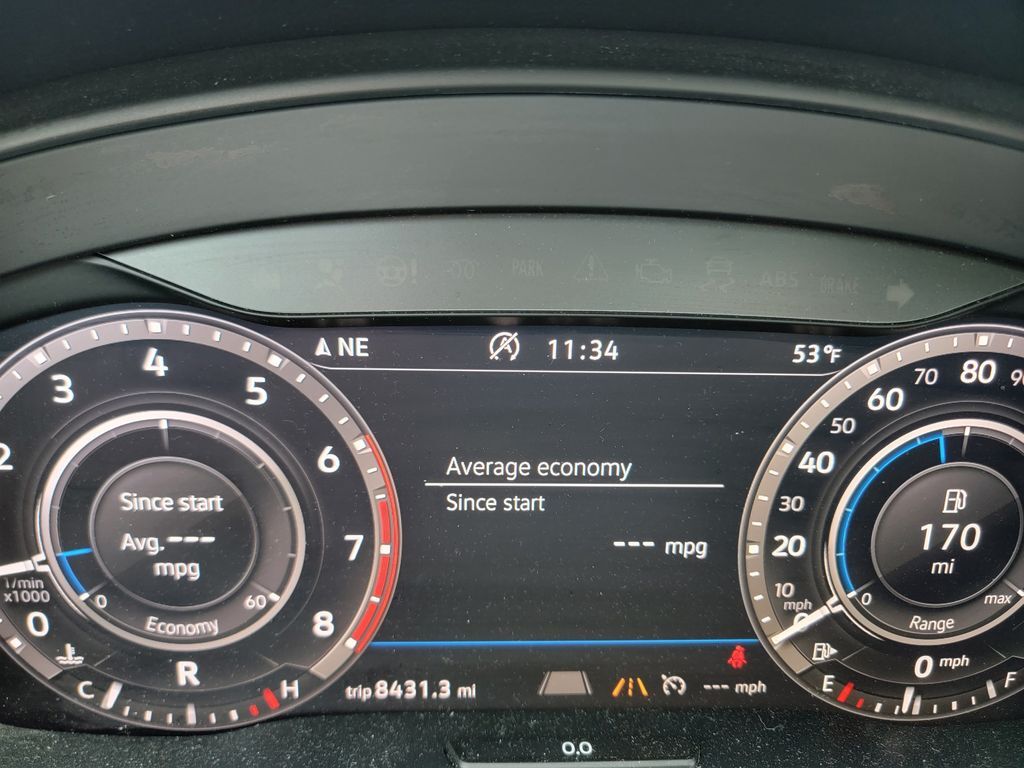 PARK
ABS
BRAKE
NE
11:34
53°F
2
3
4
5
6
7
8
0
1/min
x1000
Since start
Avg.---
mpg
0
60
Economy
R
C
H
Average economy
Since start
--- mpg
trip 8431.3 mi
--- mph
0
10
mph
20
30
40
50
60
70
80
90
170
mi
0
max
Range
0 mph
E
F
0.0